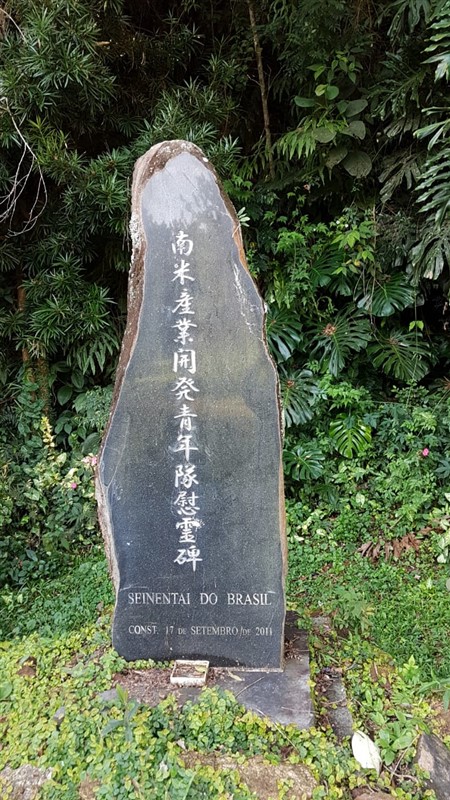 南米産業開発青年隊慰霊碑
SEINENTAI DO BRASIL
CONST. 17 DE SETEMBRO/DE 2011